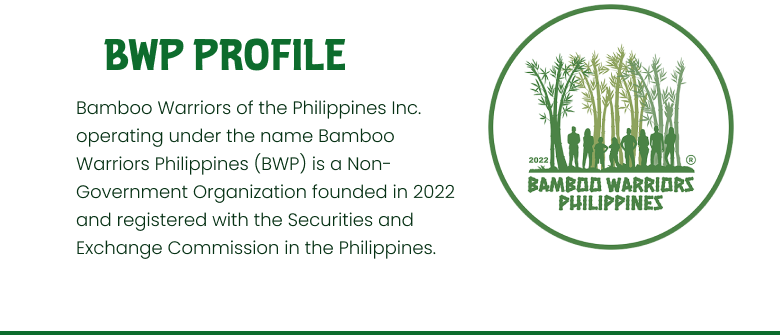 BWP PROFILE
Bamboo Warriors of the Philippines Inc.
operating under the name Bamboo
Warriors Philippines (BWP) is a Non-
Government Organization founded in 2022
and registered with the Securities and
Exchange Commission in the Philippines.
2022 ®
BAMBOO WARRIORS
PHILIPPINES